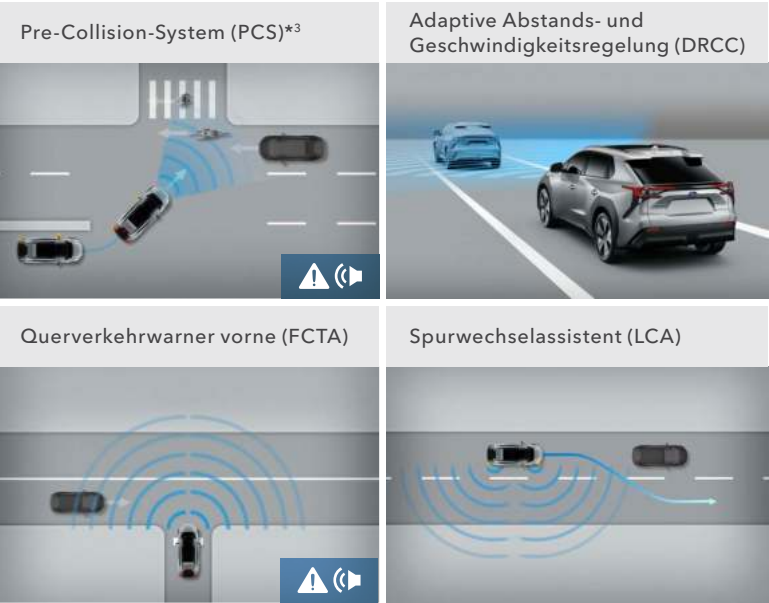 Pre-Collision-System (PCS)*³
Adaptive Abstands- und
Geschwindigkeitsregelung (DRCC)
Querverkehrwarner vorne (FCTA)
Spurwechselassistent (LCA)